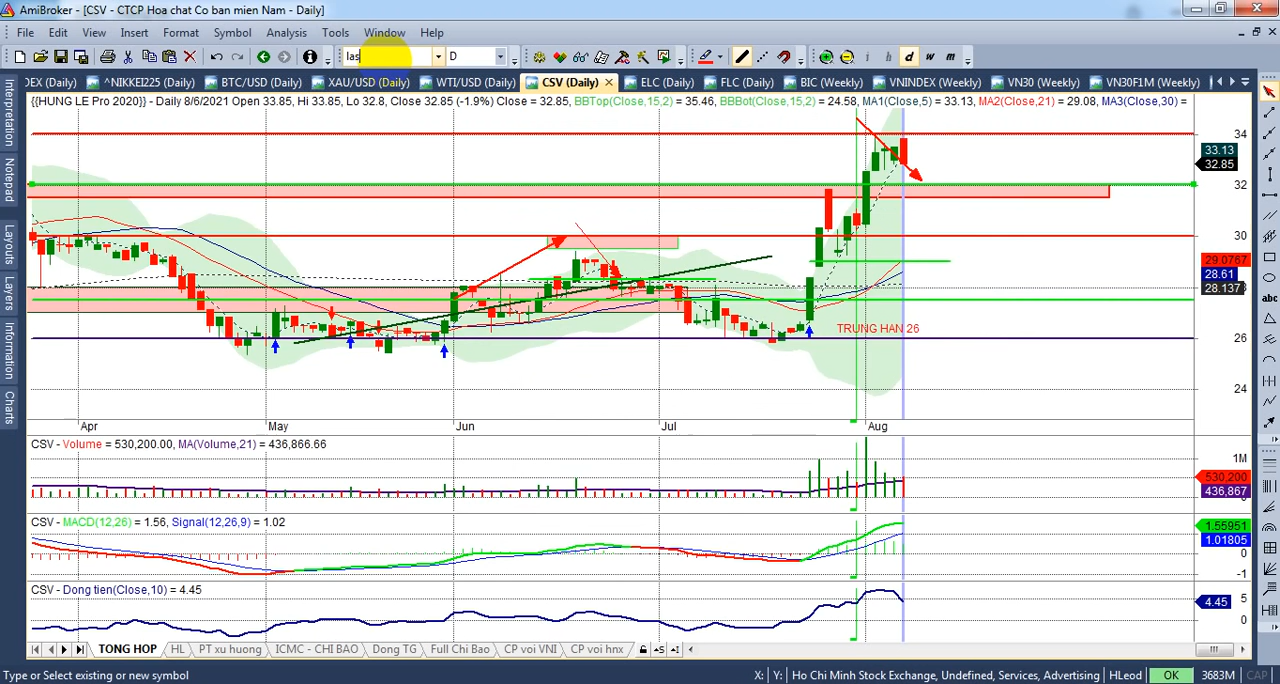 AmiBroker - [CSV - CTCP Hoa chat Co ban mien Nam - Daily]
File Edit View Insert Format Symbol Analysis Tools Window Help
las D i h d w m
DEX (Daily) ^NIKKEI225 (Daily) BTC/USD (Daily) XAU/USD (Daily) WTI/USD (Daily) CSV (Daily) ELC (Daily) FLC (Daily) BIC (Weekly) VNINDEX (Weekly) VN30 (Weekly) VN30F1M (Weekly)
{{HUNG LE Pro 2020}} - Daily 8/6/2021 Open 33.85, Hi 33.85, Lo 32.8, Close 32.85 (-1.9%) Close = 32.85, BBTop(Close,15,2) = 35.46, BBBot(Close,15,2) = 24.58, MA1(Close,5) = 33.13, MA2(Close,21) = 29.08, MA3(Close,30) =
Interpretation
Notepad
Layouts
Layers
Information
Charts
abc
34
33.13
32.85
32
30
29.0767
28.61
28.137
26
24
TRUNG HAN 26
Apr May Jun Jul Aug
CSV - Volume = 530,200.00, MA(Volume,21) = 436,866.66
1M
530,200
436,867
CSV - MACD(12,26) = 1.56, Signal(12,26,9) = 1.02
1.55951
1.01805
0
-1
CSV - Dong tien(Close,10) = 4.45
5
4.45
0
TONG HOP HL PT xu huong ICMC - CHI BAO Dong TG Full Chi Bao CP voi VNI CP voi hnx
Type or Select existing or new symbol X: Y: Ho Chi Minh Stock Exchange, Undefined, Services, Advertising HLeod OK 3683M CAP